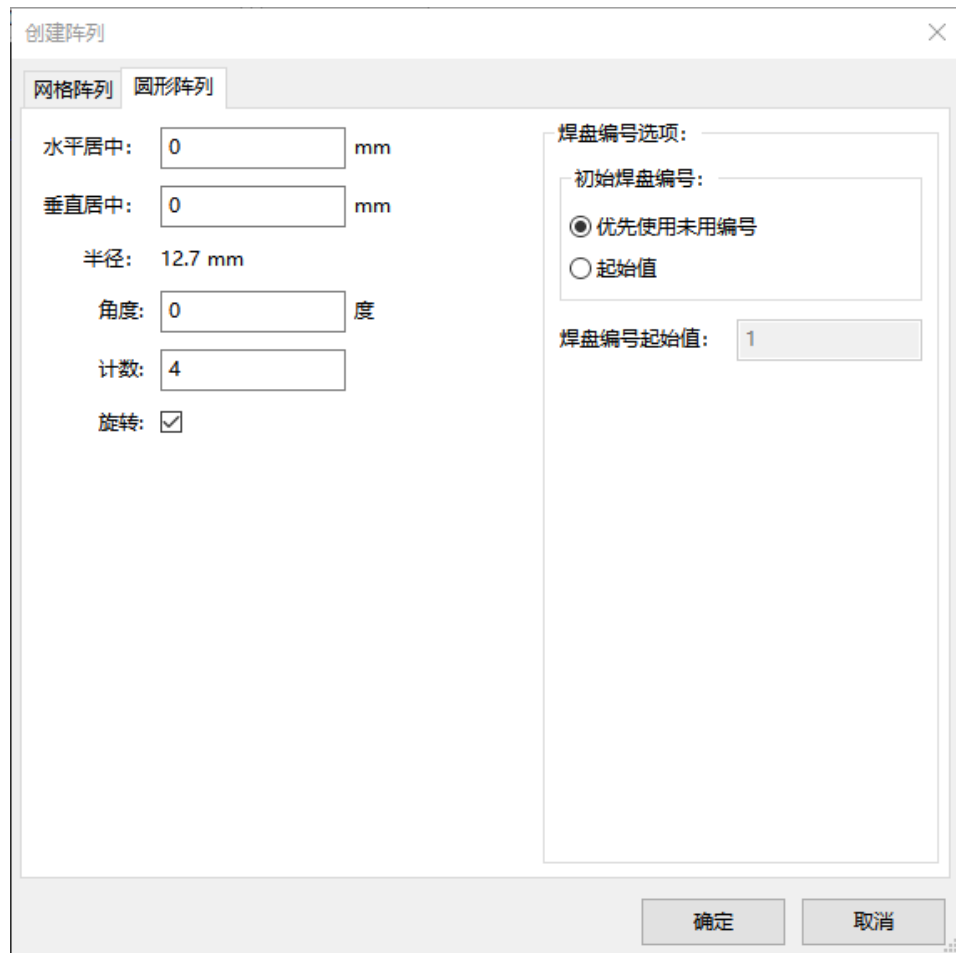 创建阵列
网格阵列 圆形阵列
水平居中： 0 mm
垂直居中： 0 mm
半径： 12.7 mm
角度: 0 度
计数: 4
旋转:
焊盘编号选项：
初始焊盘编号：
优先使用未用编号
起始值
焊盘编号起始值： 1
确定 取消